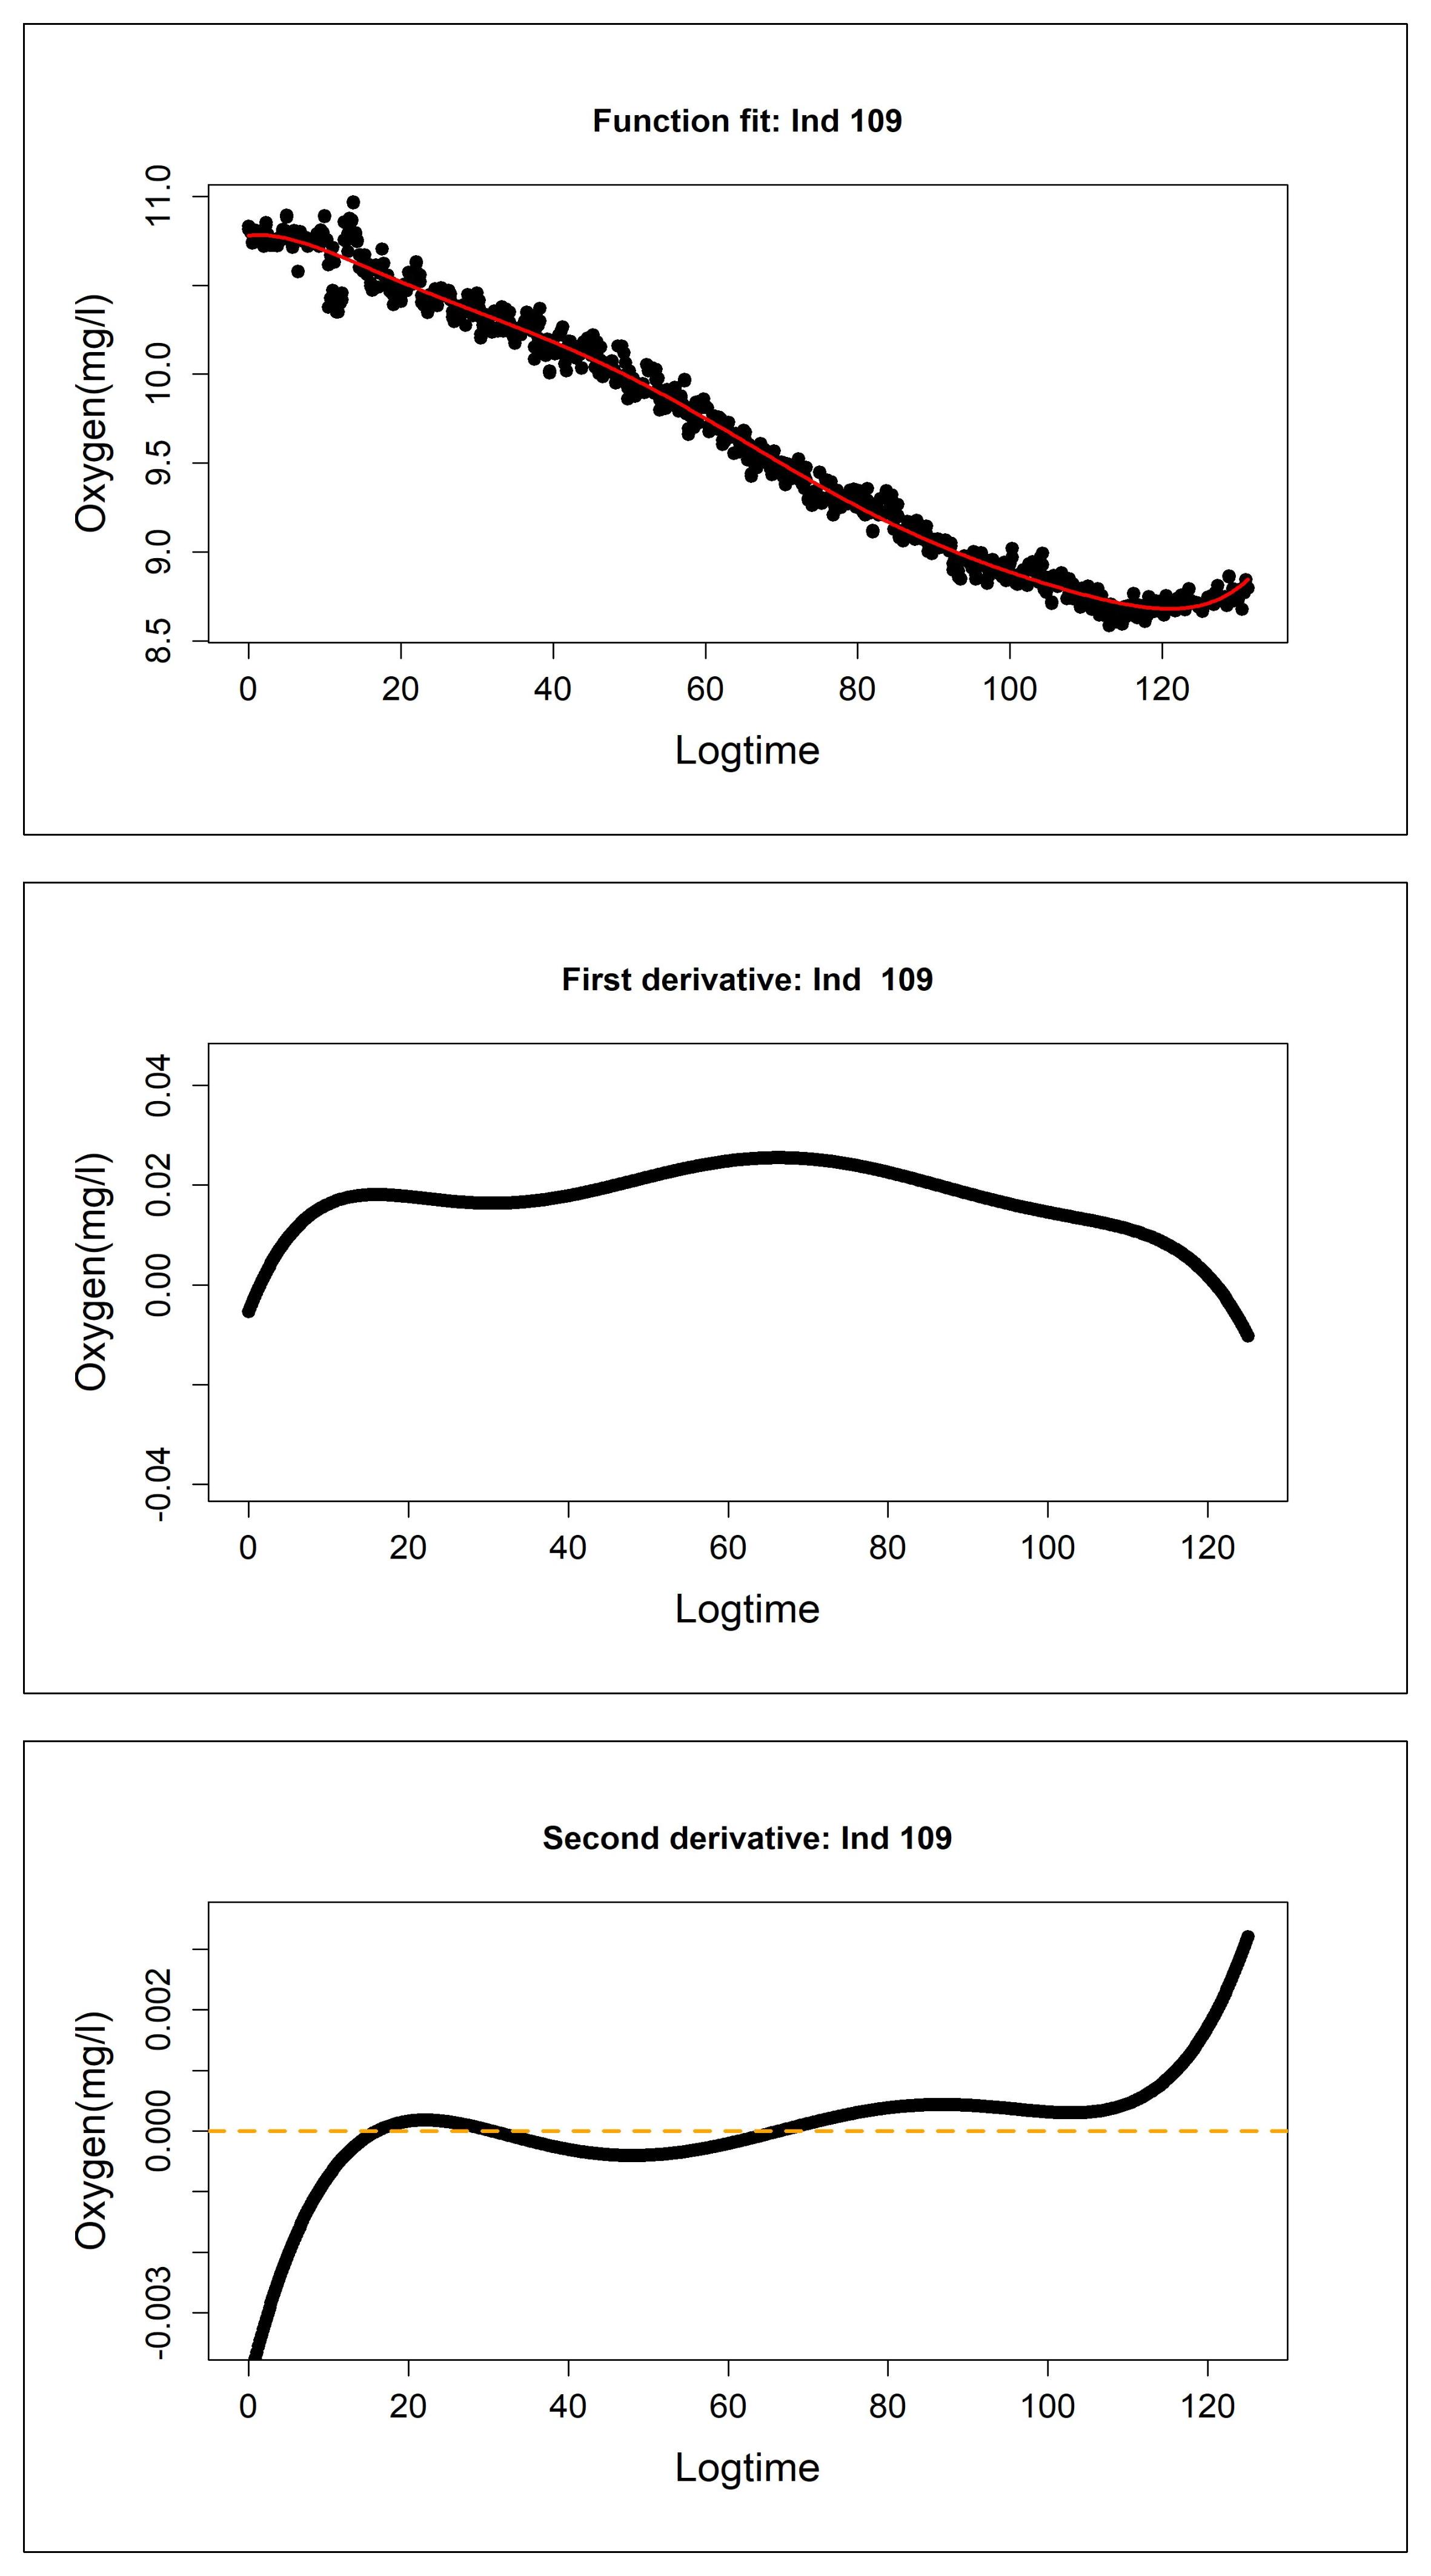 Function fit: Ind 109
Oxygen(mg/l)
11.0
10.0
9.5
9.0
8.5
0 20 40 60 80 100 120
Logtime
First derivative: Ind  109
Oxygen(mg/l)
0.04
0.02
0.00
-0.04
0 20 40 60 80 100 120
Logtime
Second derivative: Ind 109
Oxygen(mg/l)
0.002
0.000
-0.003
0 20 40 60 80 100 120
Logtime